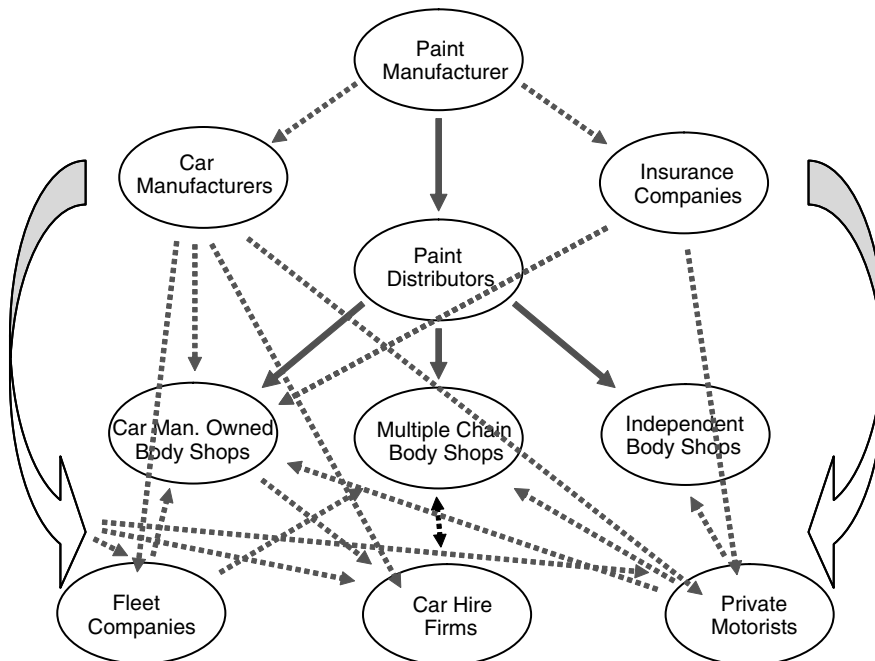 Paint
Manufacturer
Car
Manufacturers
Insurance
Companies
Paint
Distributors
Car Man. Owned
Body Shops
Multiple Chain
Body Shops
Independent
Body Shops
Fleet
Companies
Car Hire
Firms
Private
Motorists